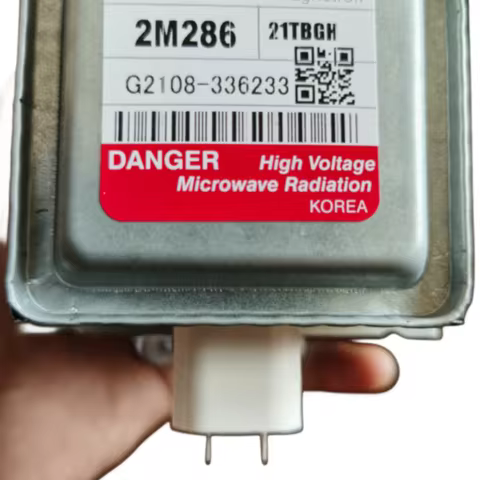 2M286 21TBGH
G2108-336233
DANGER High Voltage
Microwave Radiation
KOREA